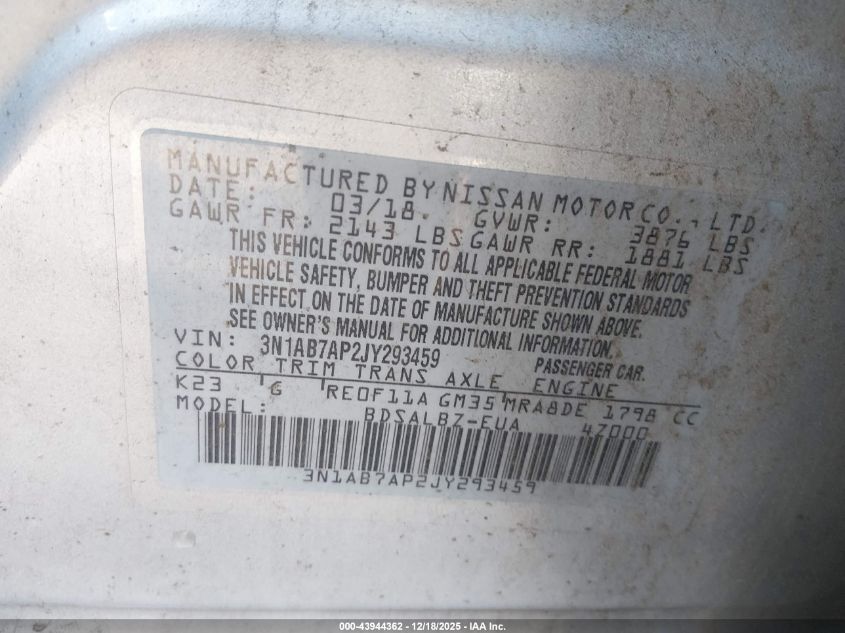 MANUFACTURED BY NISSAN MOTOR CO., LTD.
DATE: 03/18 GVWR: 3876 LBS
GAWR FR: 2143 LBS GAWR RR: 1881 LBS
THIS VEHICLE CONFORMS TO ALL APPLICABLE FEDERAL MOTOR
VEHICLE SAFETY, BUMPER AND THEFT PREVENTION STANDARDS
IN EFFECT ON THE DATE OF MANUFACTURE SHOWN ABOVE.
SEE OWNER'S MANUAL FOR ADDITIONAL INFORMATION.
VIN: 3N1AB7AP2JY293459 PASSENGER CAR.
COLOR TRIM TRANS AXLE ENGINE
K23 G RE0F11A GM35 MRA8DE 1798 CC
MODEL: BDSALBZ-EUA 4Z000
3N1AB7AP2JY293459
000-43944362 - 12/18/2025 - IAA Inc.